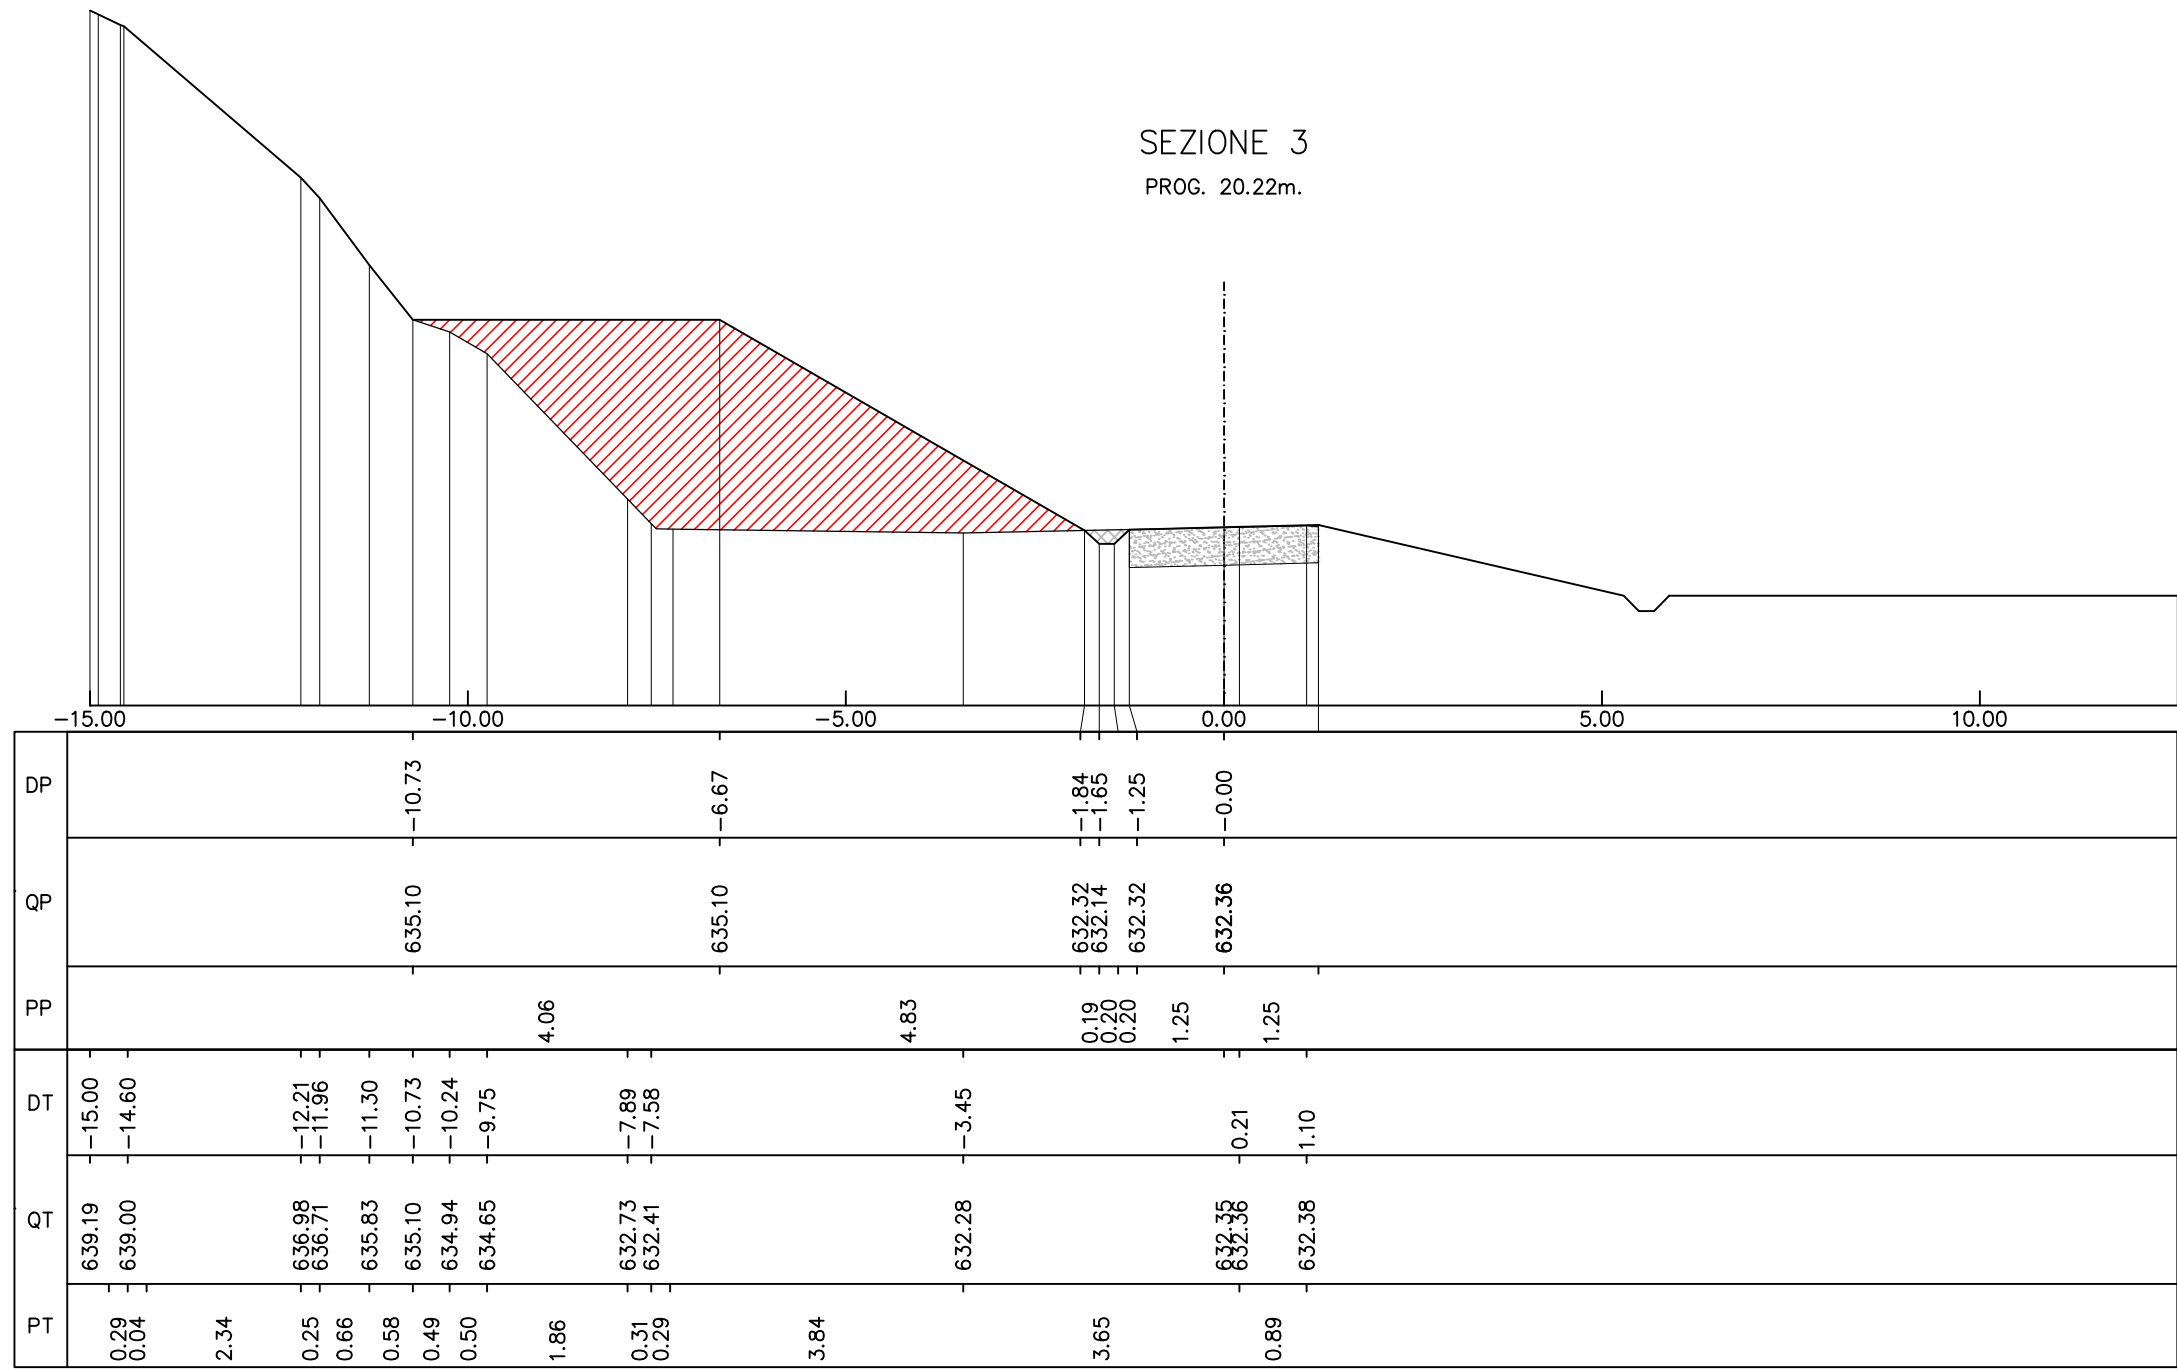 SEZIONE 3
PROG. 20.22m.
-15.00 -10.00 -5.00 0.00 5.00 10.00
DP -10.73 -6.67 -1.84 -1.65 -1.25 -0.00
QP 635.10 635.10 632.32 632.14 632.32 632.36
PP 4.06 4.83 0.19 0.20 0.20 1.25 1.25
DT -15.00 -14.60 -12.21 -11.96 -11.30 -10.73 -10.24 -9.75 -7.89 -7.58 -3.45 0.21 1.10
QT 639.19 639.00 636.98 636.71 635.83 635.10 634.94 634.65 632.73 632.41 632.28 632.35 632.36 632.38
PT 0.29 0.04 2.34 0.25 0.66 0.58 0.49 0.50 1.86 0.31 0.29 3.84 3.65 0.89